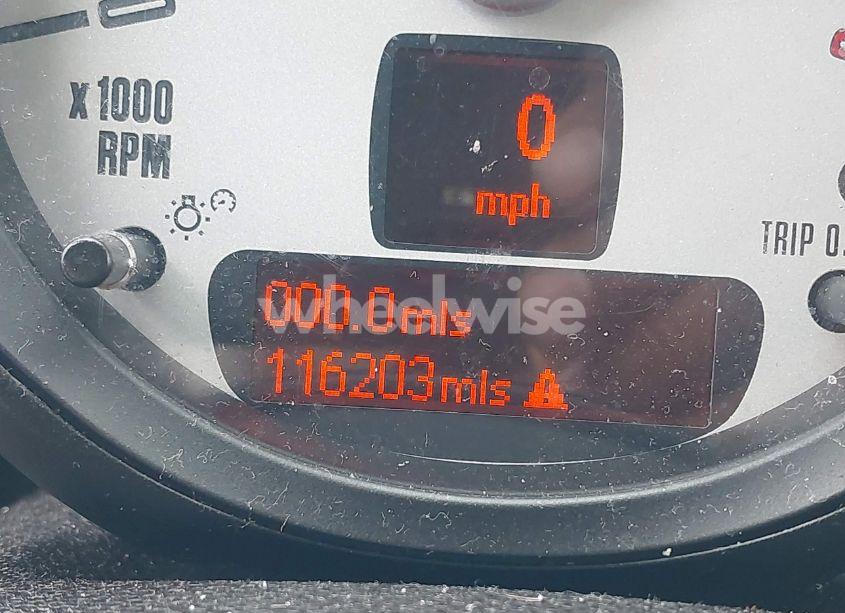 x 1000
RPM
0
mph
TRIP 0.
000.0mls
wheelwise
116203mls